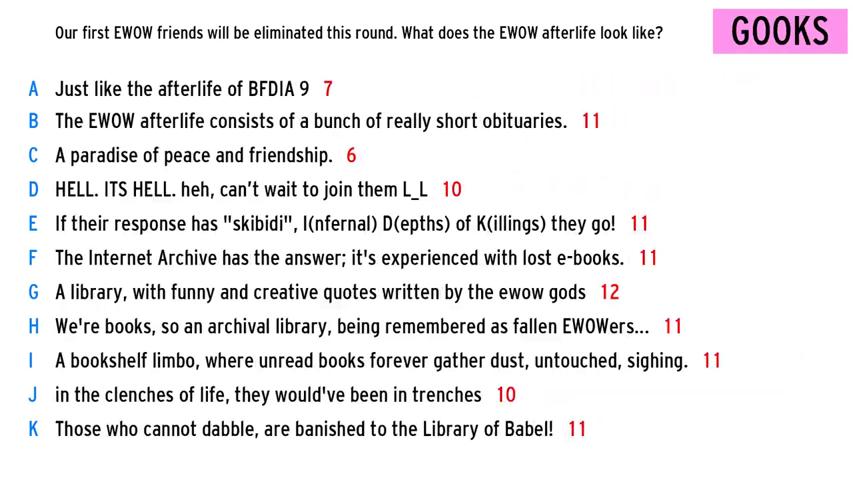 Our first EWOW friends will be eliminated this round. What does the EWOW afterlife look like?
GOOKS
A Just like the afterlife of BFDIA 9 7
B The EWOW afterlife consists of a bunch of really short obituaries. 11
C A paradise of peace and friendship. 6
D HELL. ITS HELL. heh, can't wait to join them L_L 10
E If their response has "skibidi", I(nfernal) D(epths) of K(illings) they go! 11
F The Internet Archive has the answer; it's experienced with lost e-books. 11
G A library, with funny and creative quotes written by the ewow gods 12
H We're books, so an archival library, being remembered as fallen EWOWers... 11
I A bookshelf limbo, where unread books forever gather dust, untouched, sighing. 11
J in the clenches of life, they would've been in trenches 10
K Those who cannot dabble, are banished to the Library of Babel! 11